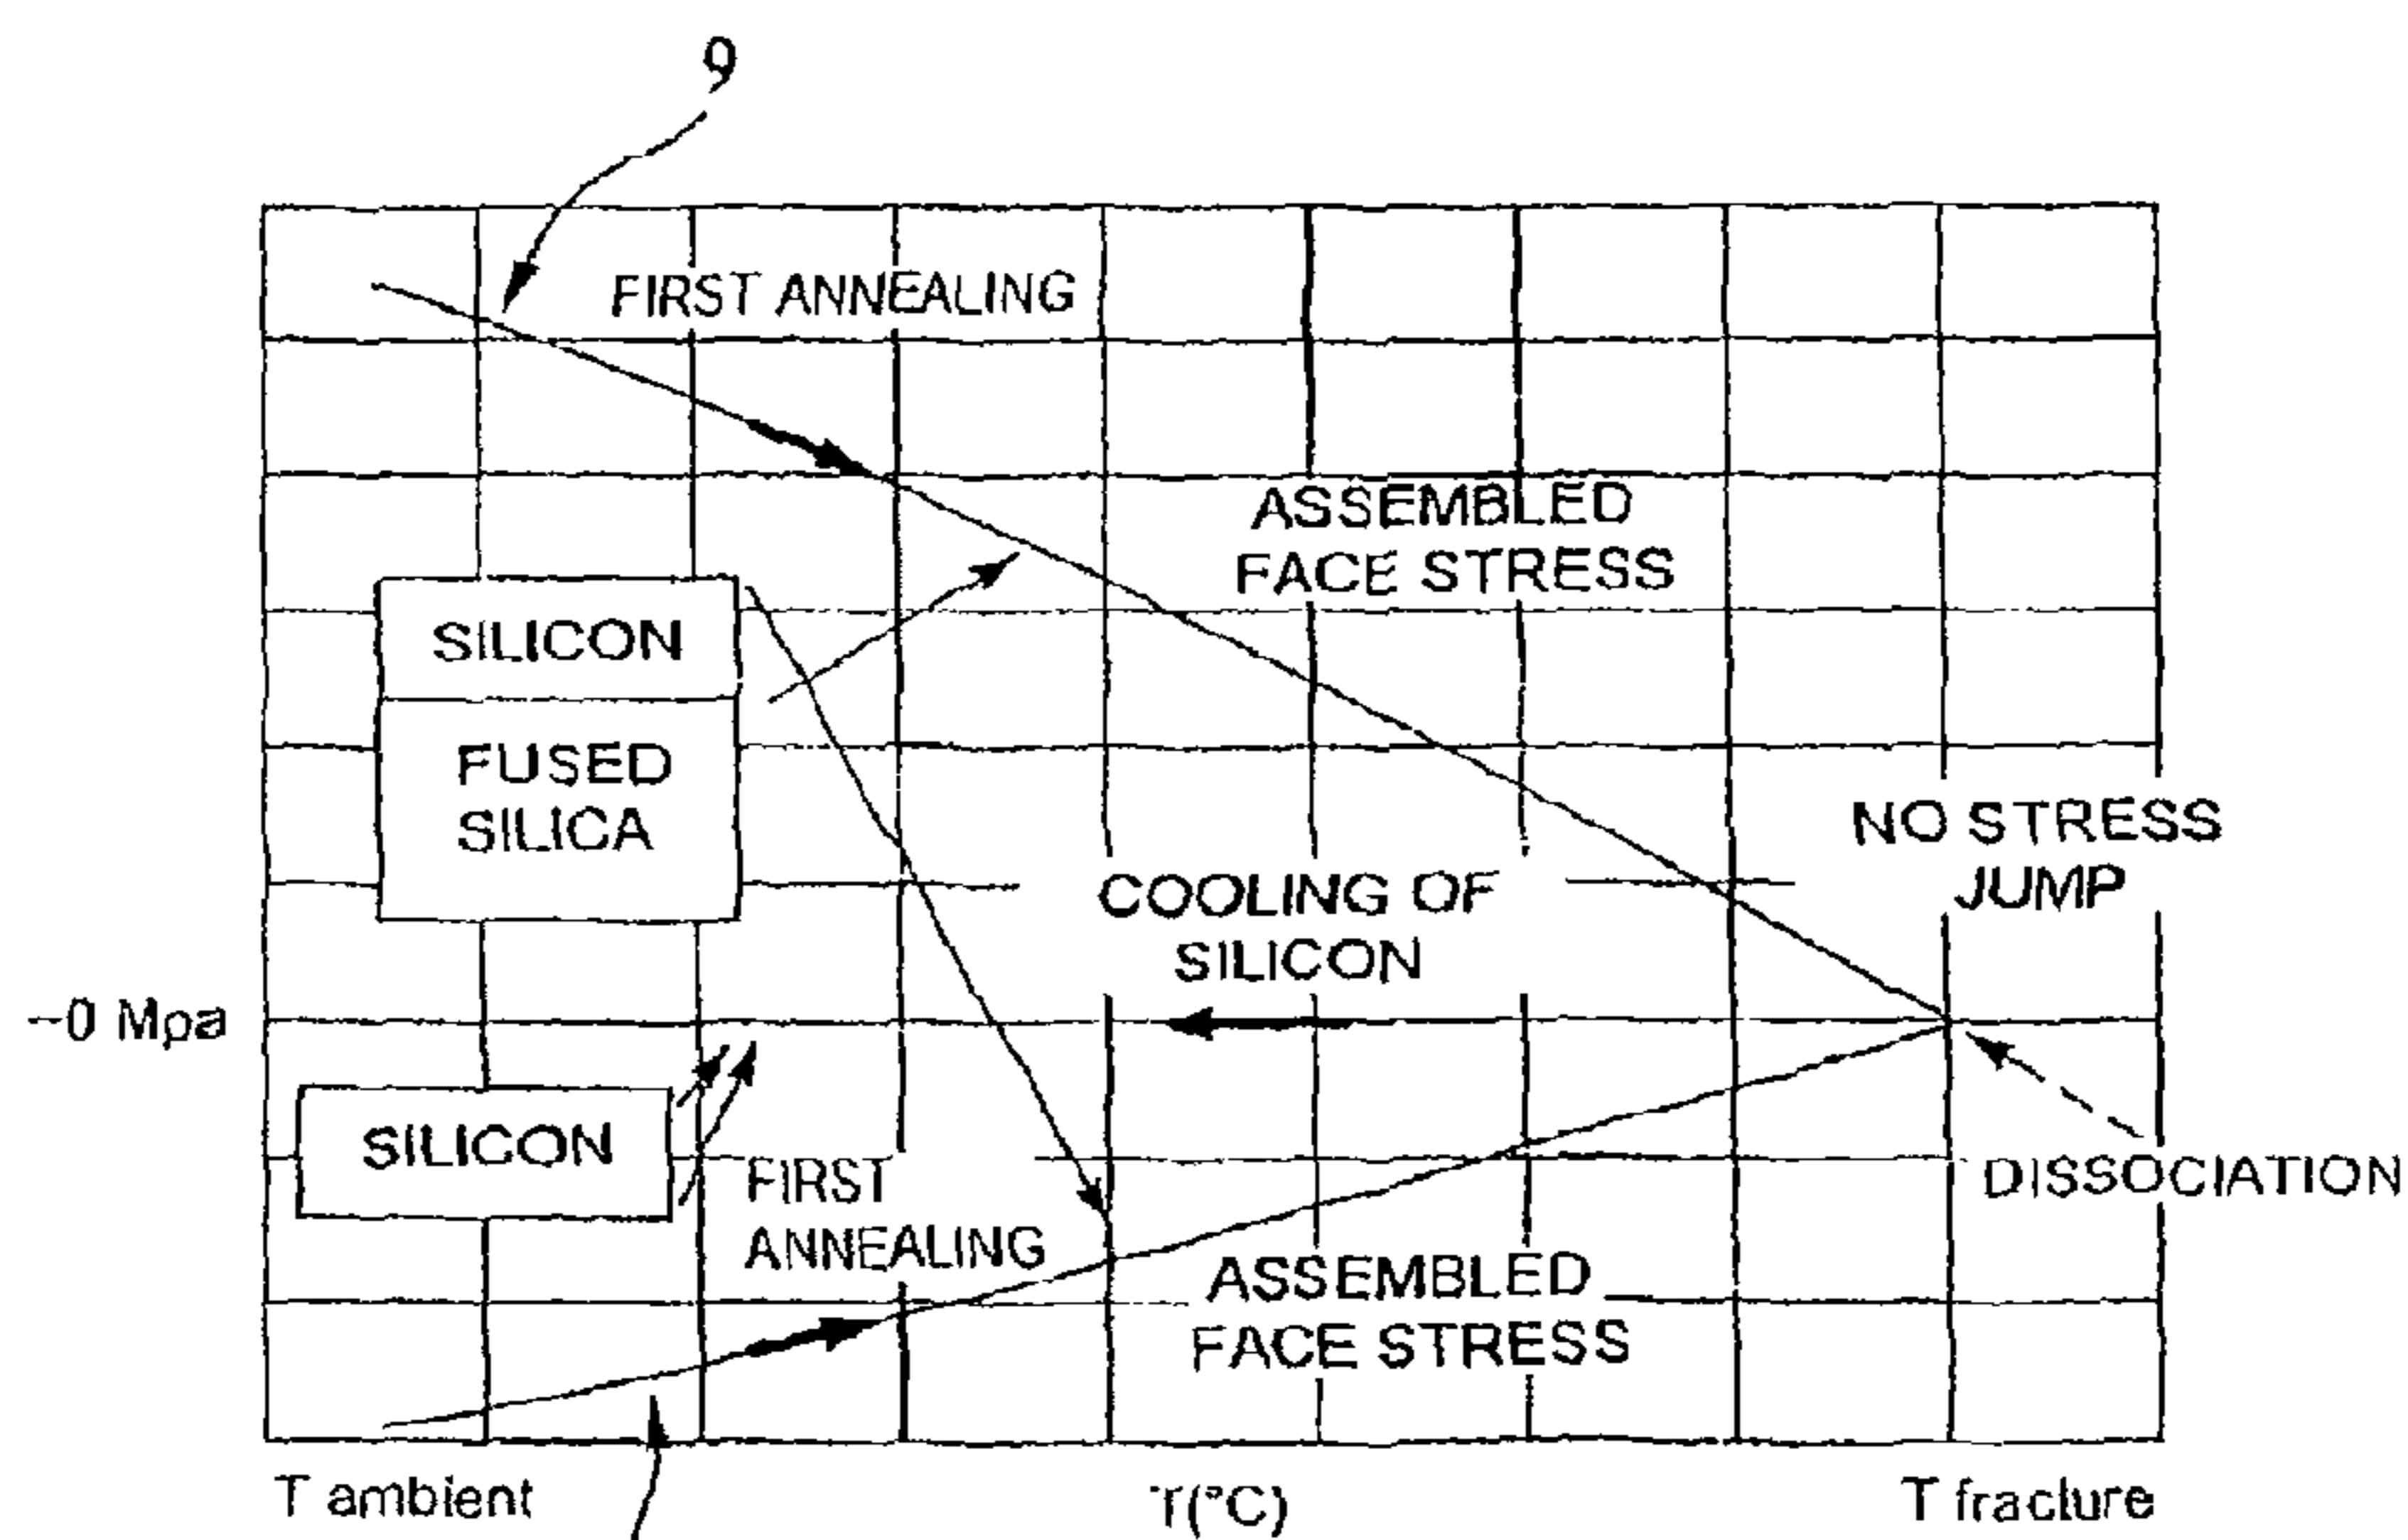 9
FIRST ANNEALING
ASSEMBLED
FACE STRESS
SILICON
FUSED
SILICA
NO STRESS
JUMP
COOLING OF
SILICON
~0 Mpa
SILICON
FIRST
ANNEALING
DISSOCIATION
ASSEMBLED
FACE STRESS
T ambient
T(°C)
T fracture